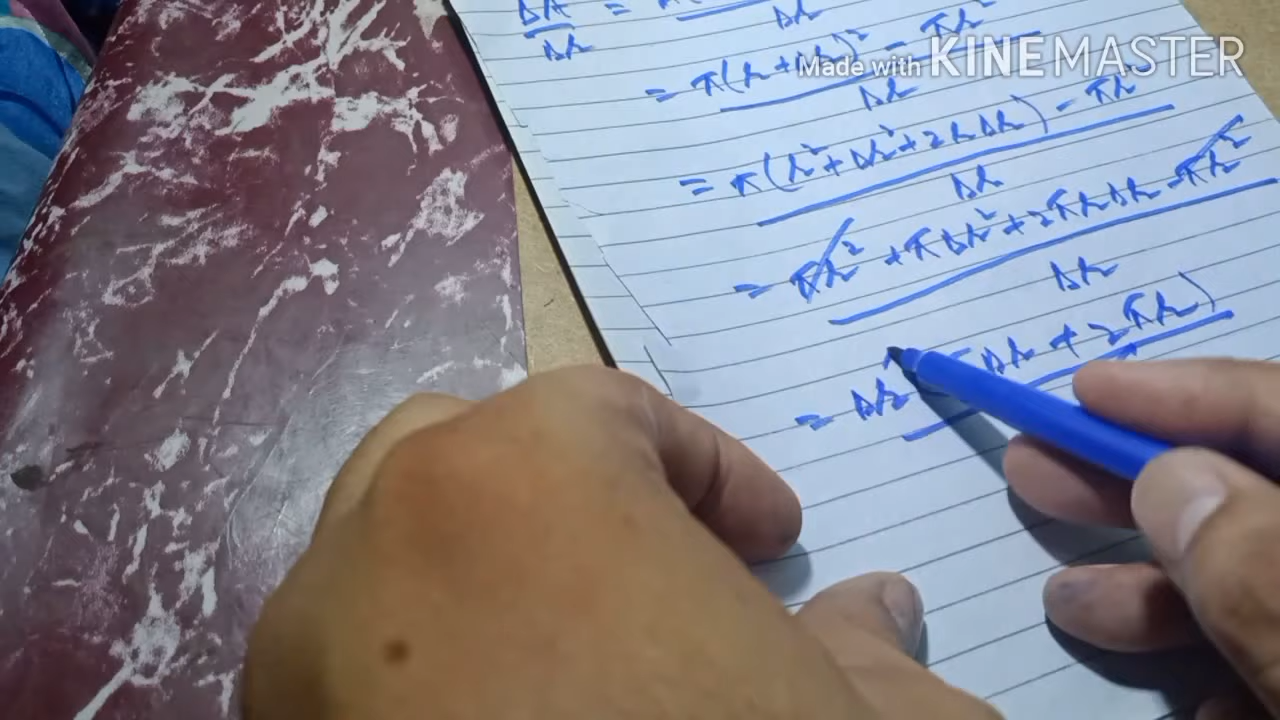 ΔA/Δr =
Δr
= π(r+Δr)² - πr²
Δr
Made with KINEMASTER
= π(r²+Δr²+2rΔr) - πr²
Δr
= πr² + πΔr² + 2πrΔr - πr²
Δr
= Δr πΔr + 2πr)